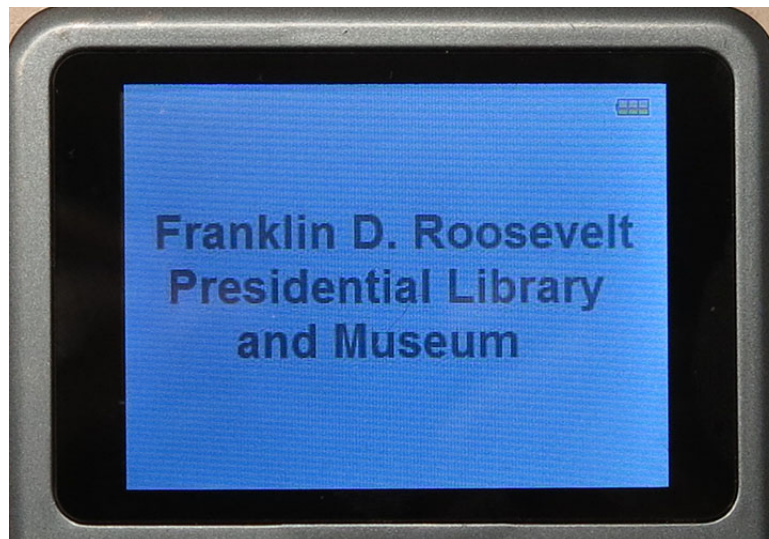 Franklin D. Roosevelt
Presidential Library
and Museum